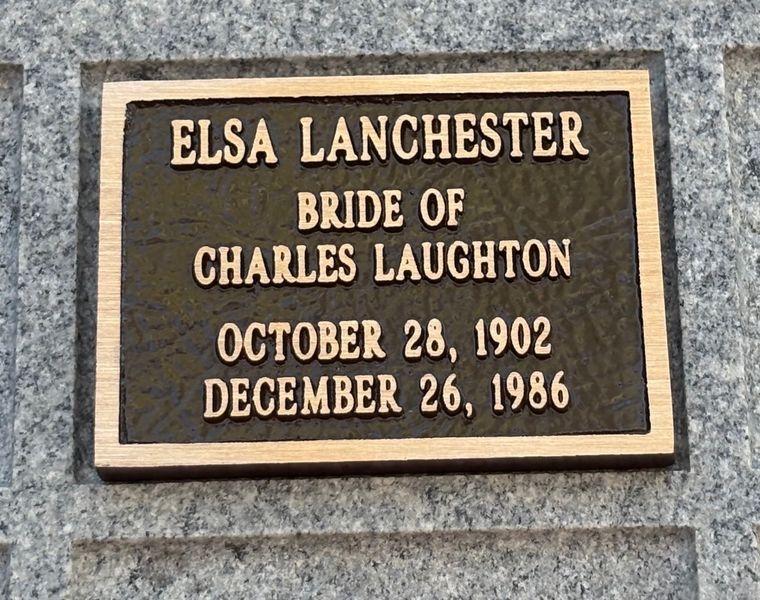 ELSA LANCHESTER
BRIDE OF
CHARLES LAUGHTON
OCTOBER 28, 1902
DECEMBER 26, 1986